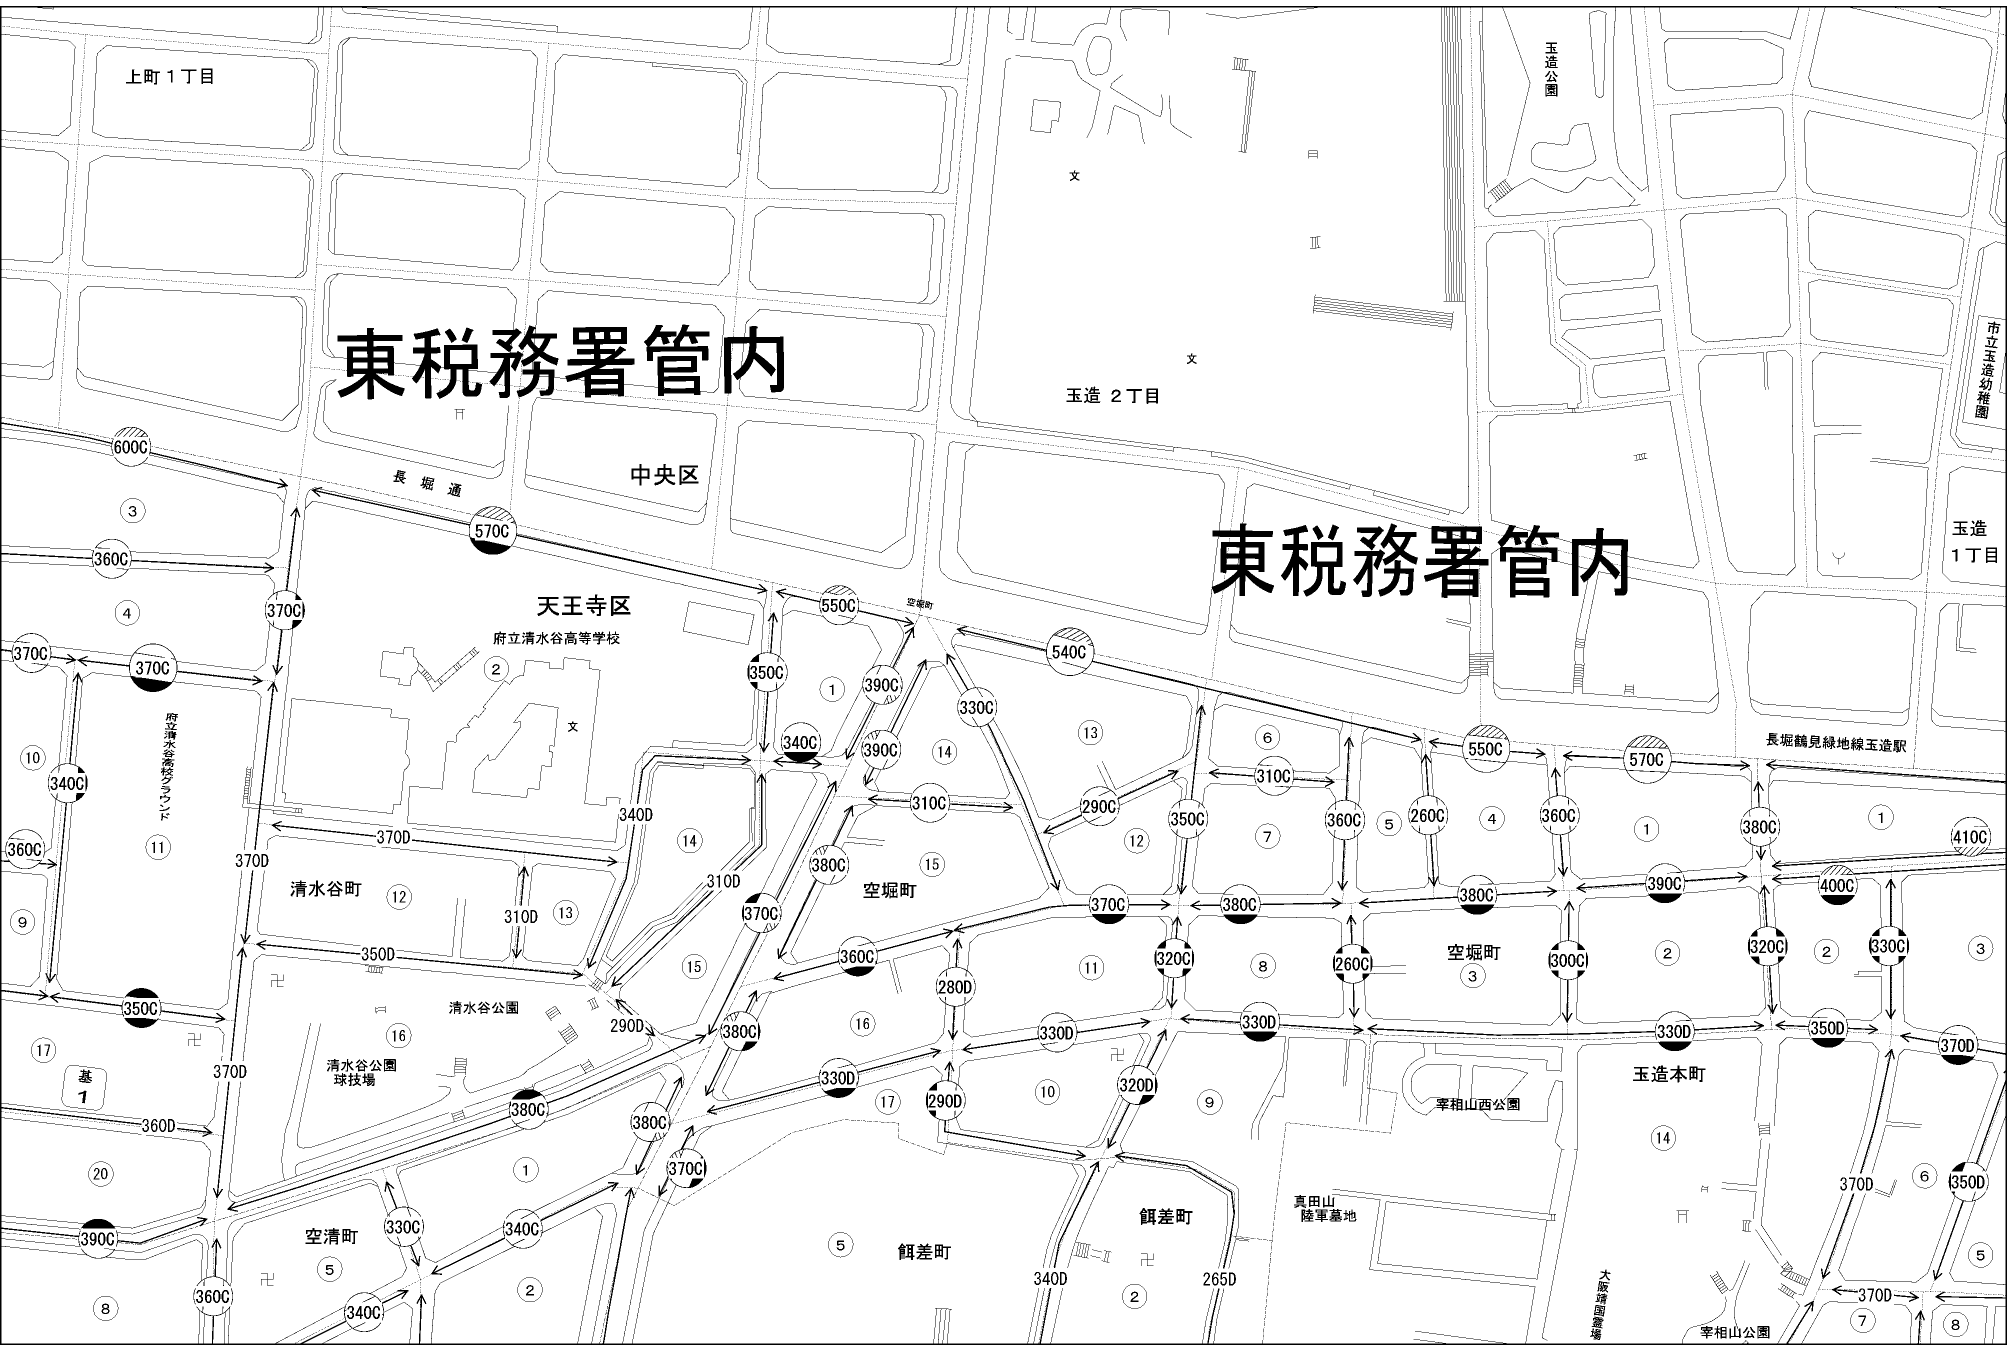 上町１丁目
玉造公園
文
市立玉造幼稚園
東税務署管内
文
玉造 ２丁目
600C
長 堀 通
中央区
3
570C
東税務署管内
玉造
１丁目
360C
370C
4
天王寺区
府立清水谷高等学校
2
550C
空堀町
540C
370C
370C
350C
1
390C
330C
13
6
550C
長堀鶴見緑地線玉造駅
570C
府立清水谷高校グラウンド
文
340C
390C
14
10
340C
310C
310C
290C
340D
350C
360C
5
260C
4
360C
1
380C
1
410C
360C
11
370D
370D
14
12
7
380C
15
310D
空堀町
390C
400C
清水谷町
12
13
310D
370C
370C
380C
380C
9
350D
15
360C
320C
空堀町
3
2
320C
2
330C
3
11
8
260C
300C
280D
350C
清水谷公園
290D
16
16
380C
330D
330D
330D
350D
370D
17
370D
清水谷公園
球技場
基
1
330D
320D
玉造本町
380C
17
290D
10
9
宰相山西公園
360D
380C
14
20
1
370C
6
350D
370D
390C
空清町
330C
340C
5
餌差町
餌差町
真田山
陸軍墓地
5
5
8
360C
340C
2
340D
2
265D
大阪靖国霊場
370D
宰相山公園
7
8